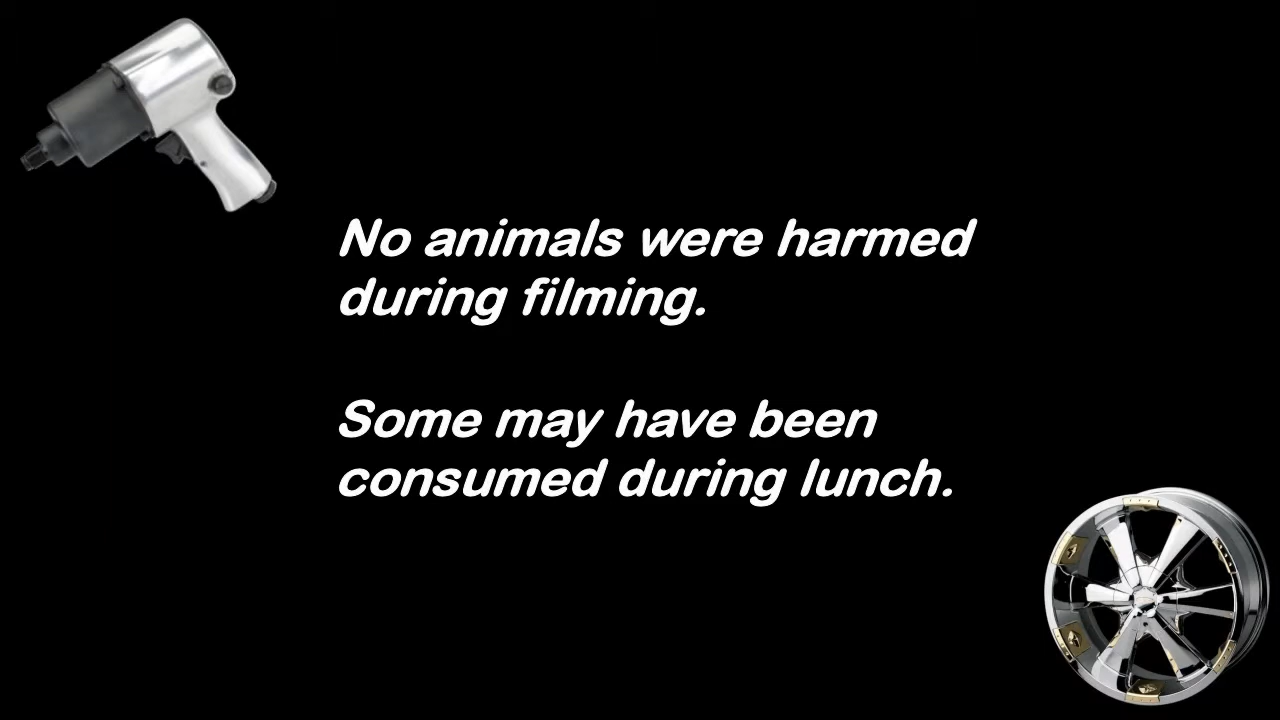 No animals were harmed
during filming.
Some may have been
consumed during lunch.